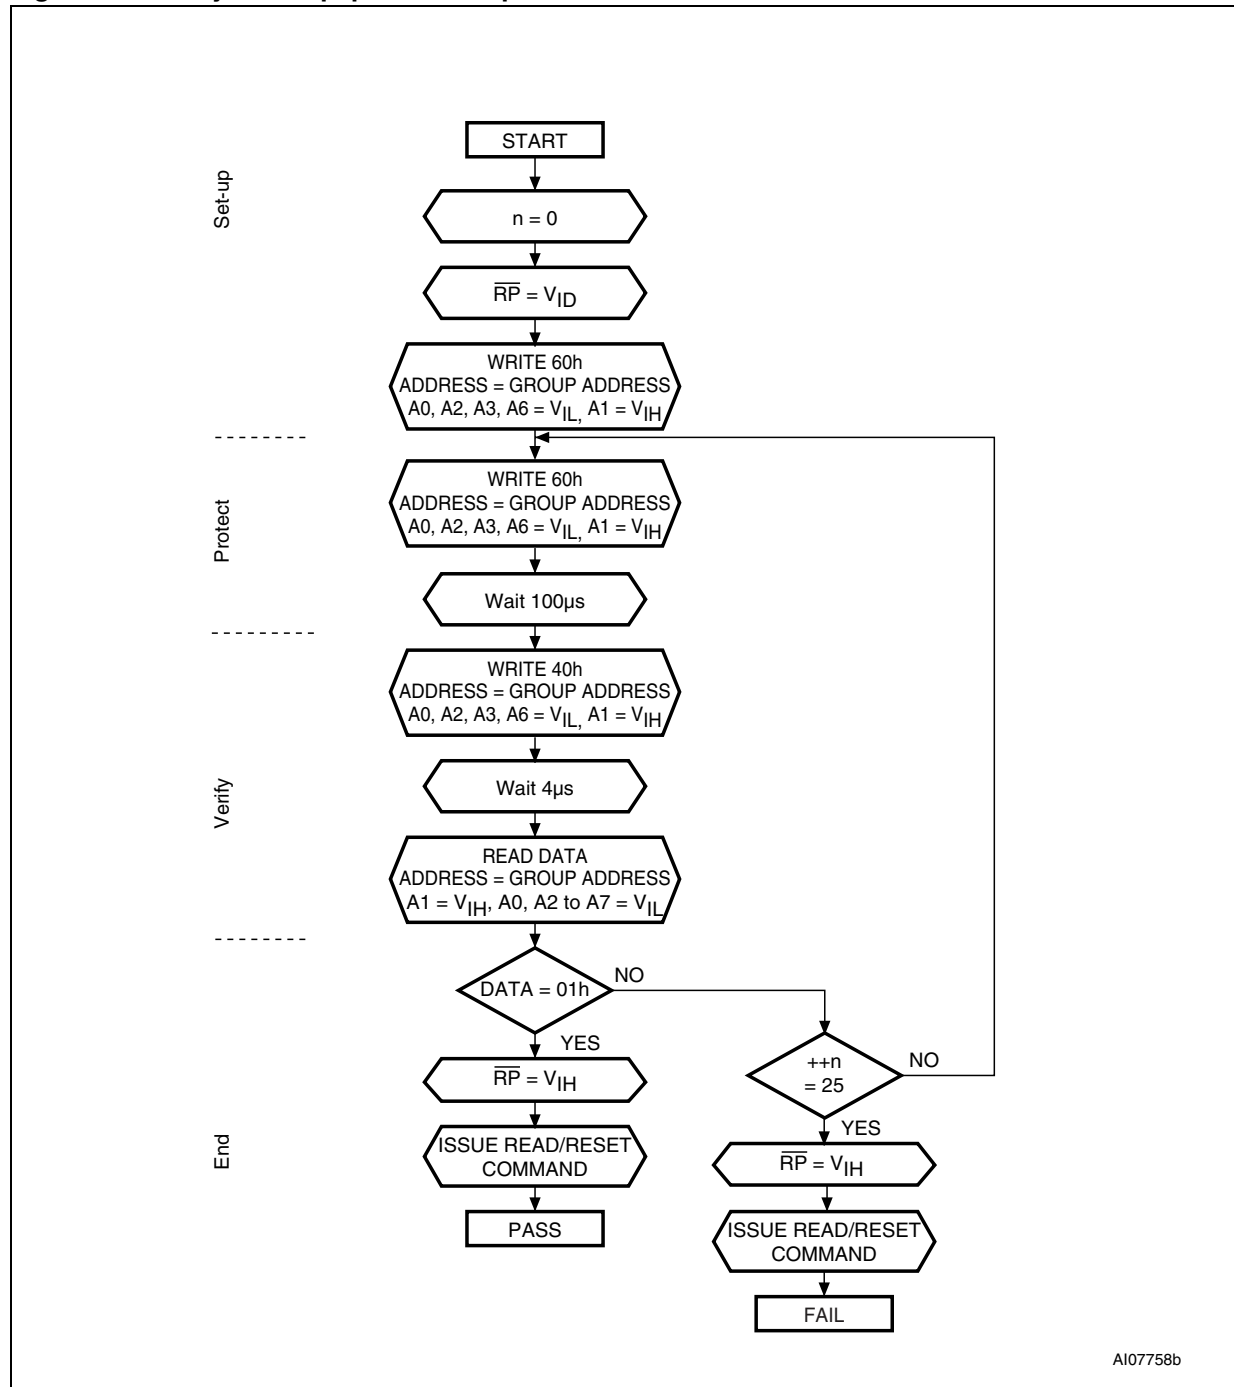 START
Set-up
n = 0
RP = VID
WRITE 60h
ADDRESS = GROUP ADDRESS
A0, A2, A3, A6 = VIL, A1 = VIH
Protect
WRITE 60h
ADDRESS = GROUP ADDRESS
A0, A2, A3, A6 = VIL, A1 = VIH
Wait 100µs
Verify
WRITE 40h
ADDRESS = GROUP ADDRESS
A0, A2, A3, A6 = VIL, A1 = VIH
Wait 4µs
READ DATA
ADDRESS = GROUP ADDRESS
A1 = VIH, A0, A2 to A7 = VIL
End
DATA = 01h
NO
YES
++n
= 25
NO
YES
RP = VIH
ISSUE READ/RESET
COMMAND
PASS
RP = VIH
ISSUE READ/RESET
COMMAND
FAIL
AI07758b